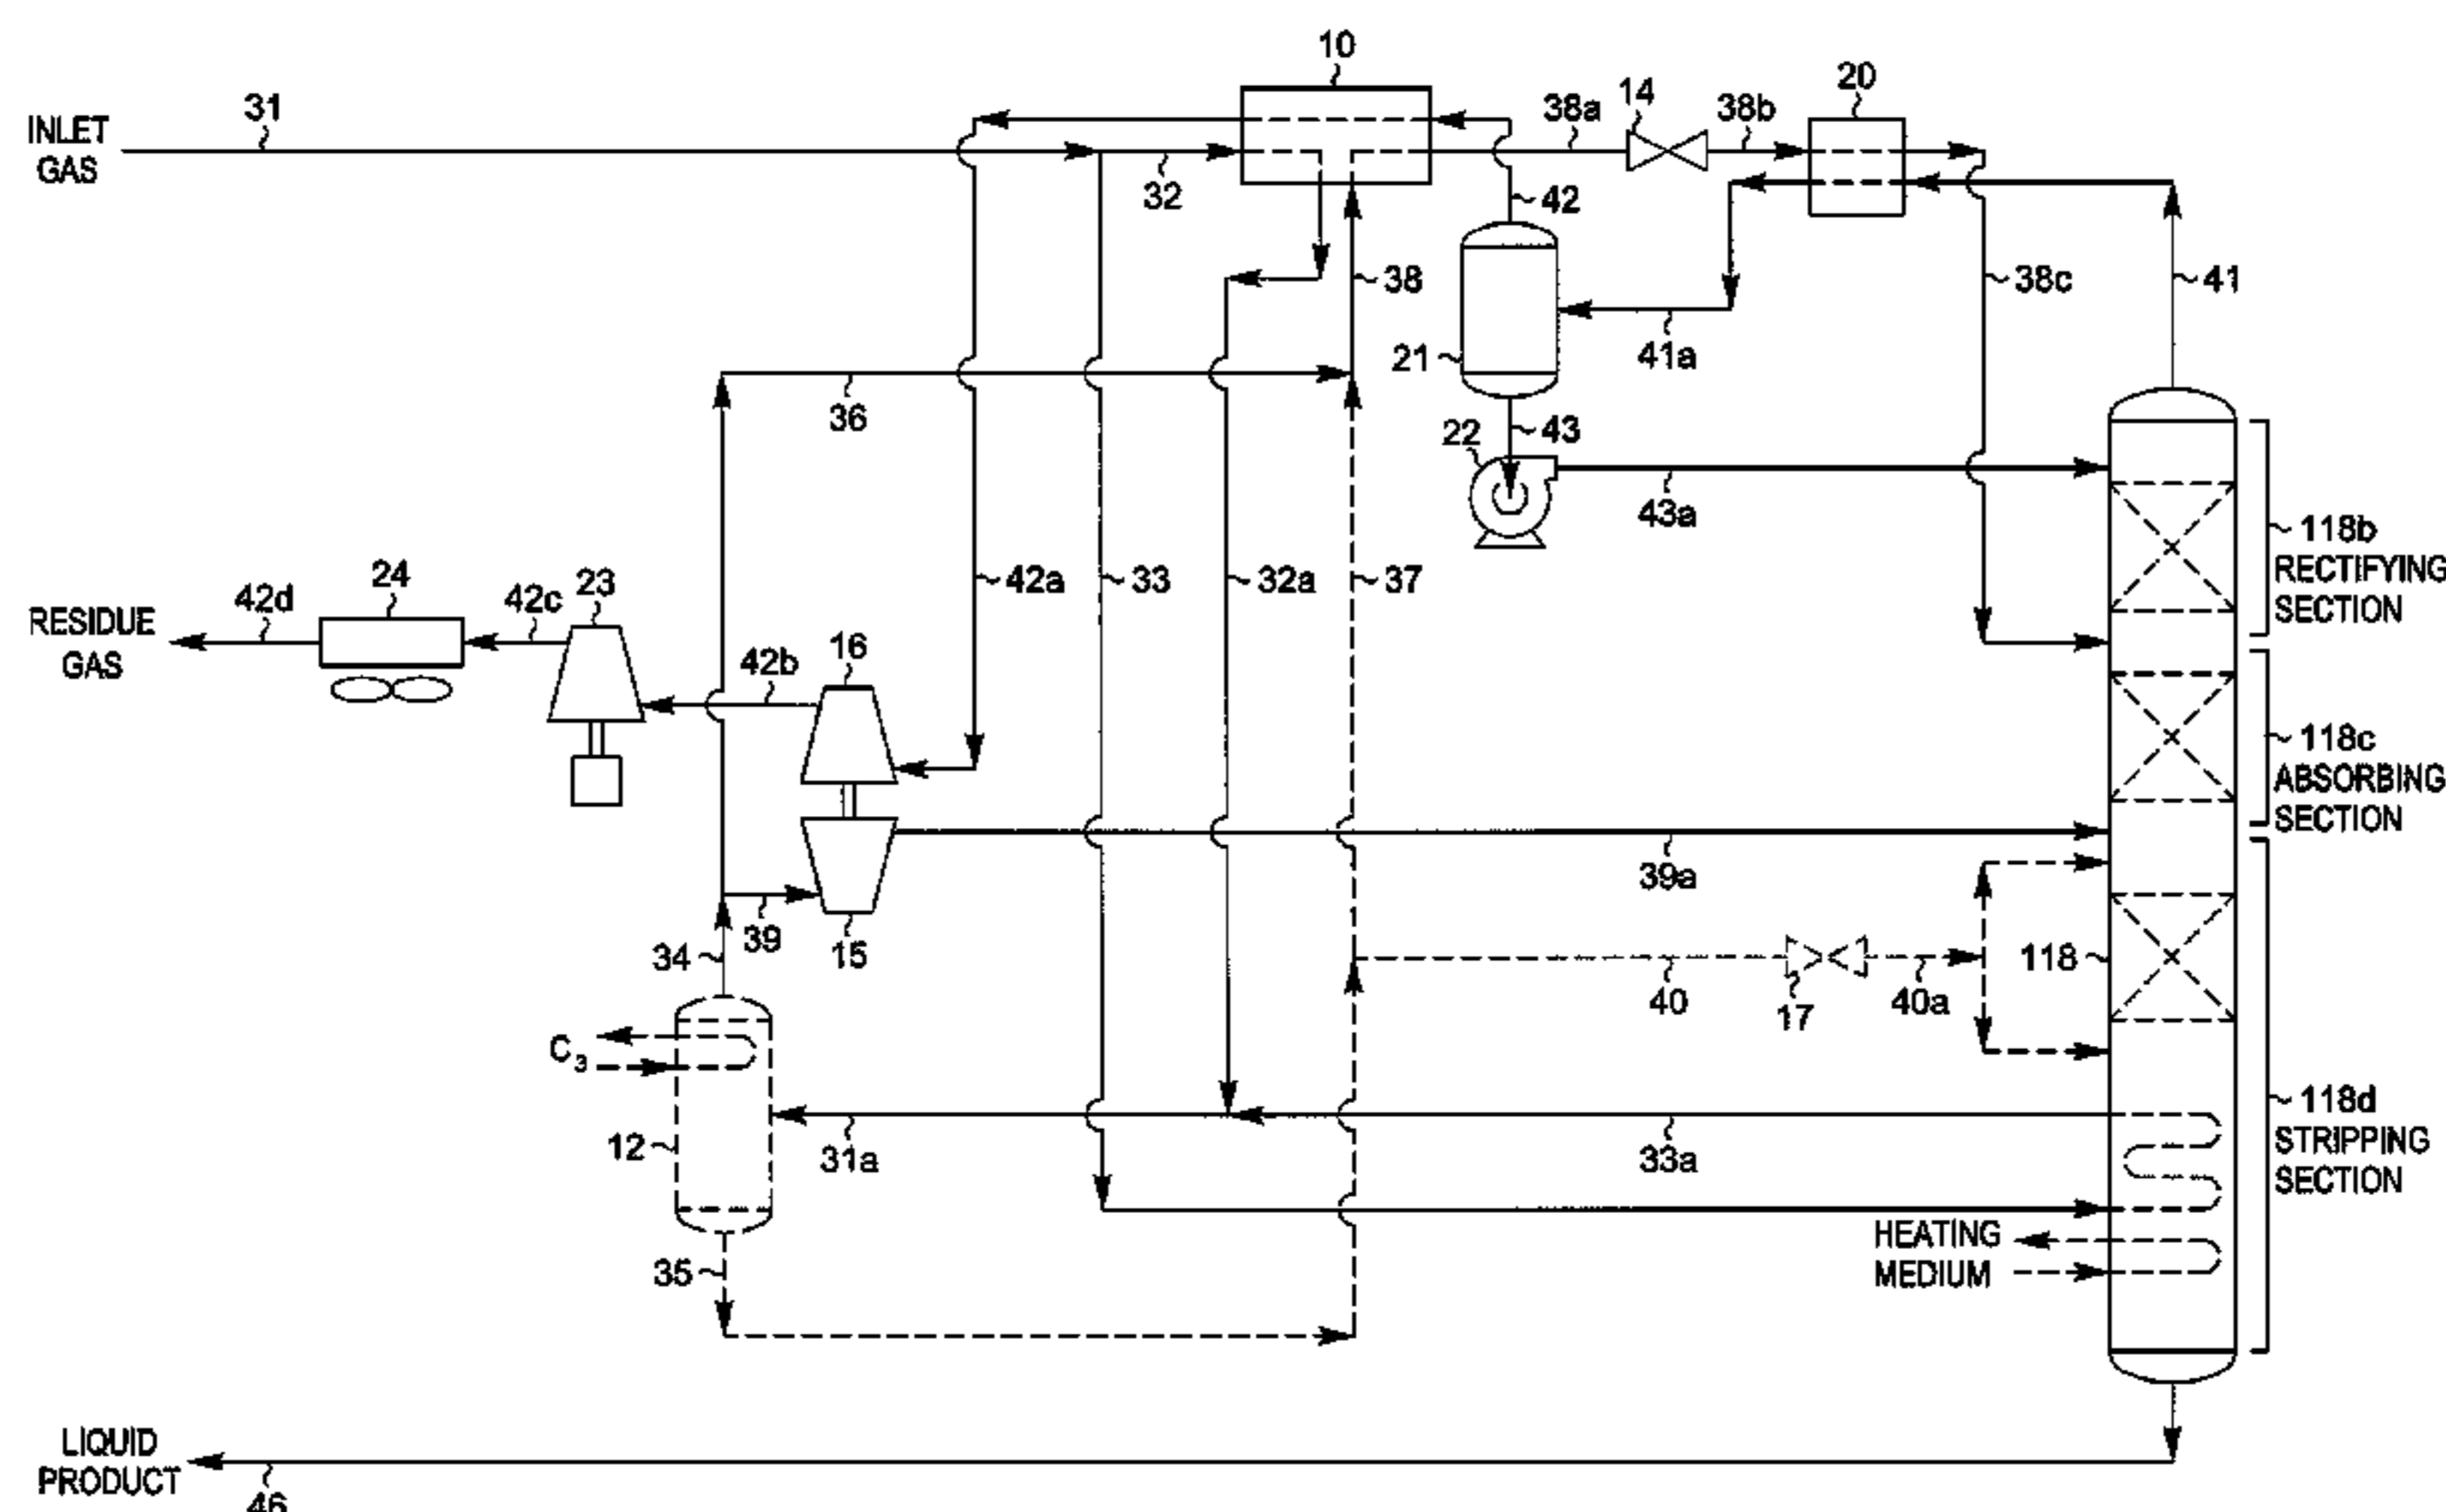 10
20
14
31
38a
38b
INLET
GAS
32
42
38
38c
41
21
41a
36
43
22
43a
118b
RECTIFYING
SECTION
42a
33
32a
37
24
23
42d
42c
RESIDUE
GAS
16
42b
118c
ABSORBING
SECTION
39a
39
15
34
118
40
17
40a
C3
12
31a
33a
118d
STRIPPING
SECTION
HEATING
MEDIUM
35
LIQUID
PRODUCT
46